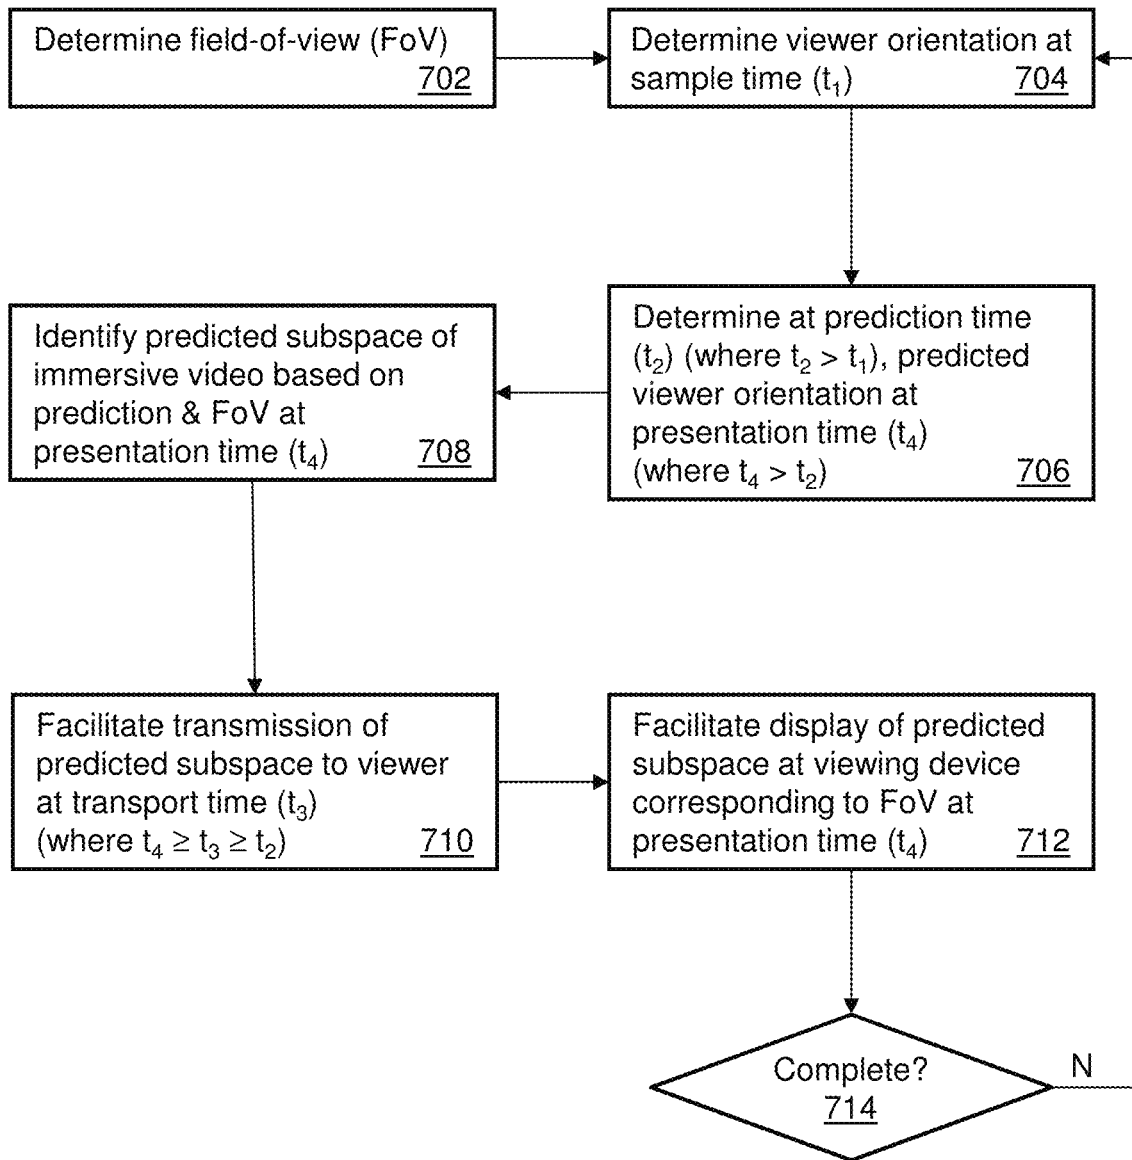 Determine field-of-view (FoV)
702
Determine viewer orientation at
sample time (t₁) 704
Determine at prediction time
(t₂) (where t₂ > t₁), predicted
viewer orientation at
presentation time (t₄)
(where t₄ > t₂) 706
Identify predicted subspace of
immersive video based on
prediction & FoV at
presentation time (t₄) 708
Facilitate transmission of
predicted subspace to viewer
at transport time (t₃)
(where t₄ ≥ t₃ ≥ t₂) 710
Facilitate display of predicted
subspace at viewing device
corresponding to FoV at
presentation time (t₄) 712
Complete?
714
N